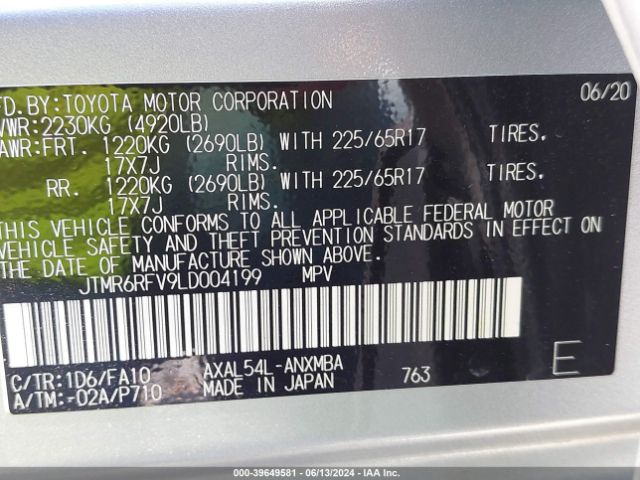 FD.BY:TOYOTA MOTOR CORPORATION 06/20
VWR:2230KG (4920LB)
AWR:FRT. 1220KG (2690LB) WITH 225/65R17 TIRES.
17X7J RIMS.
RR. 1220KG (2690LB) WITH 225/65R17 TIRES.
17X7J RIMS.
THIS VEHICLE CONFORMS TO ALL APPLICABLE FEDERAL MOTOR
VEHICLE SAFETY AND THEFT PREVENTION STANDARDS IN EFFECT ON
THE DATE OF MANUFACTURE SHOWN ABOVE.
JTMR6RFV9LD004199 MPV
C/TR:1D6/FA10 AXAL54L-ANXMBA 763 E
A/TM:-02A/P710 MADE IN JAPAN
000-39649581 - 06/13/2024 - IAA Inc.